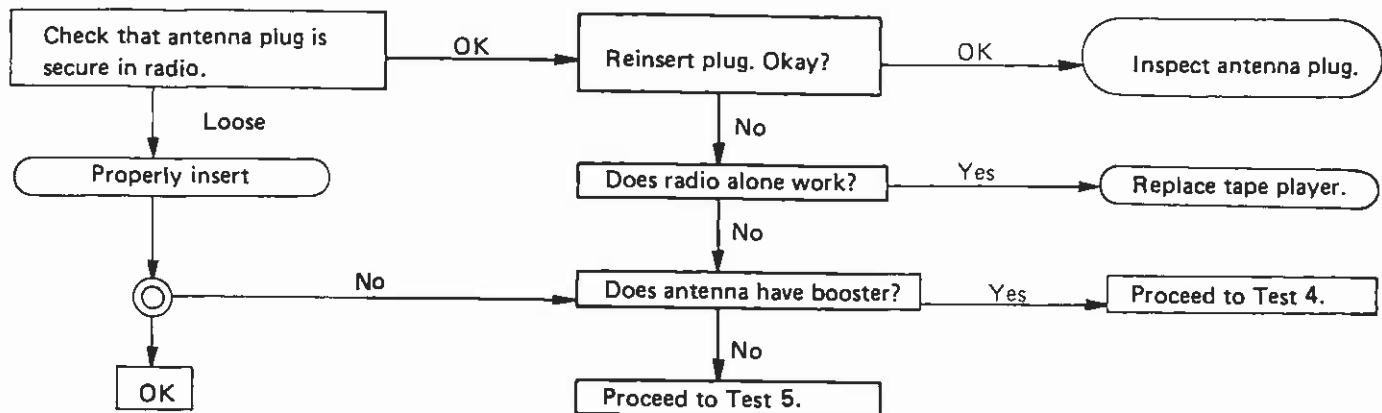 Check that antenna plug is
secure in radio.
OK
Reinsert plug. Okay?
OK
Inspect antenna plug.
Loose
No
Properly insert
Does radio alone work?
Yes
Replace tape player.
No
No
Does antenna have booster?
Yes
Proceed to Test 4.
No
OK
Proceed to Test 5.